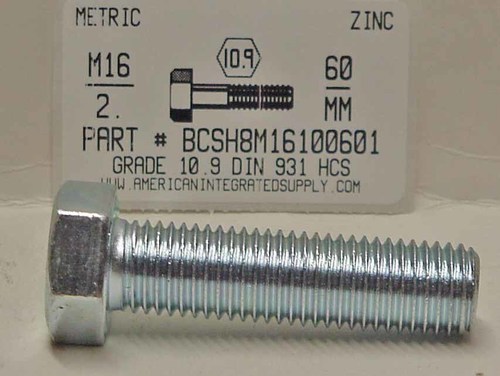 METRIC ZINC
M16 10.9 60
2. MM
PART # BCSH8M16100601
GRADE 10.9 DIN 931 HCS
WWW.AMERICANINTEGRATEDSUPPLY.COM